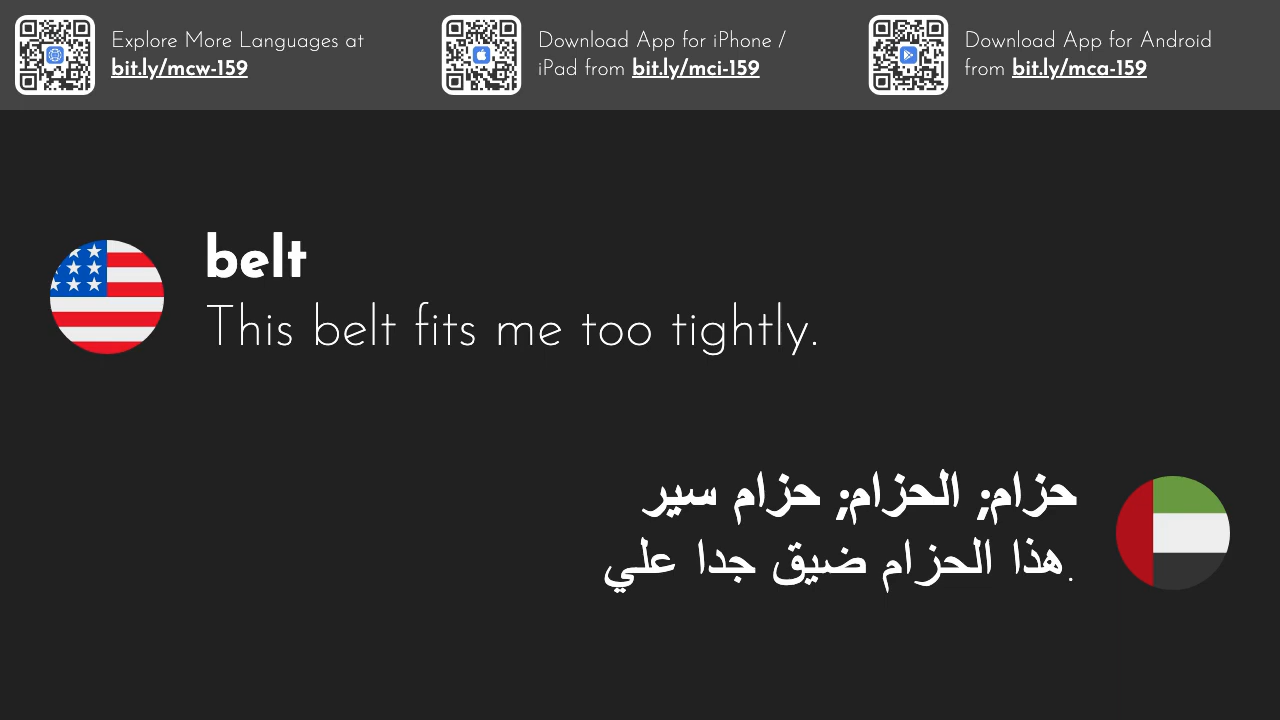 Explore More Languages at
bit.ly/mcw-159
Download App for iPhone /
iPad from bit.ly/mci-159
Download App for Android
from bit.ly/mca-159
belt
This belt fits me too tightly.
حزام; الحزام; حزام سير
هذا الحزام ضيق جدا علي.